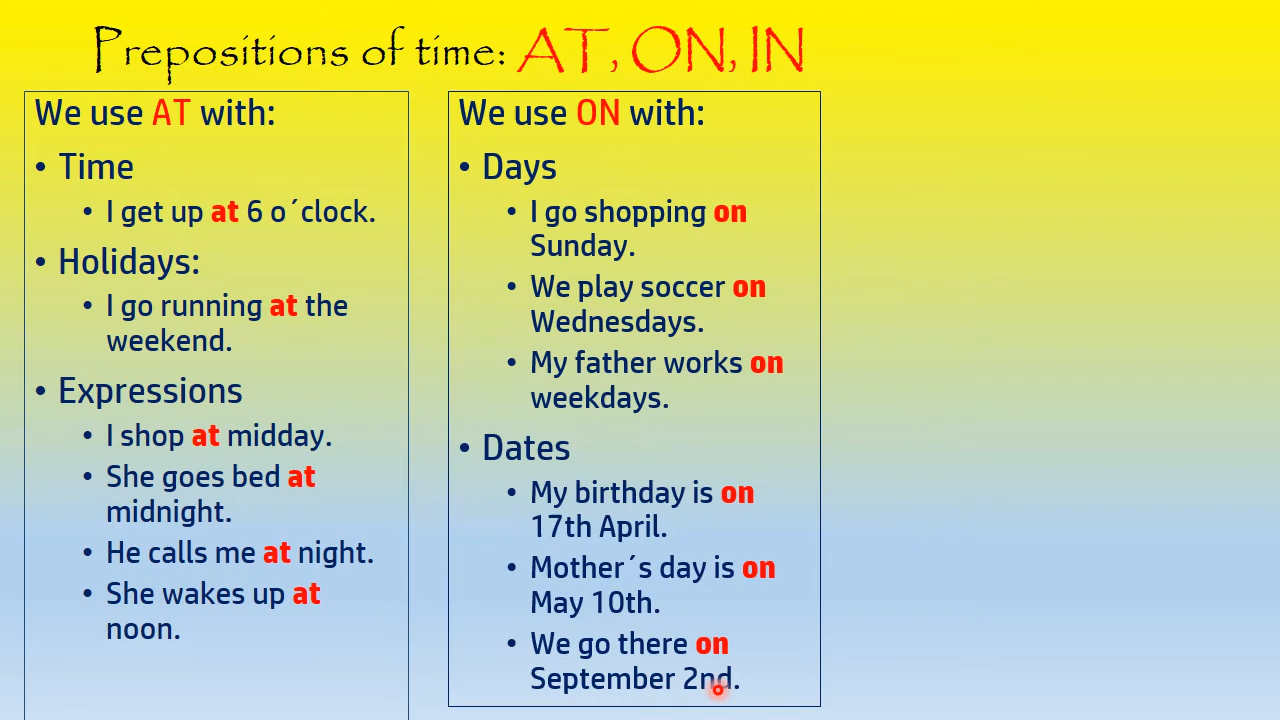 Prepositions of time: AT, ON, IN
We use AT with:
• Time
• I get up at 6 o´clock.
• Holidays:
• I go running at the
weekend.
• Expressions
• I shop at midday.
• She goes bed at
midnight.
• He calls me at night.
• She wakes up at
noon.
We use ON with:
• Days
• I go shopping on
Sunday.
• We play soccer on
Wednesdays.
• My father works on
weekdays.
• Dates
• My birthday is on
17th April.
• Mother´s day is on
May 10th.
• We go there on
September 2nd.